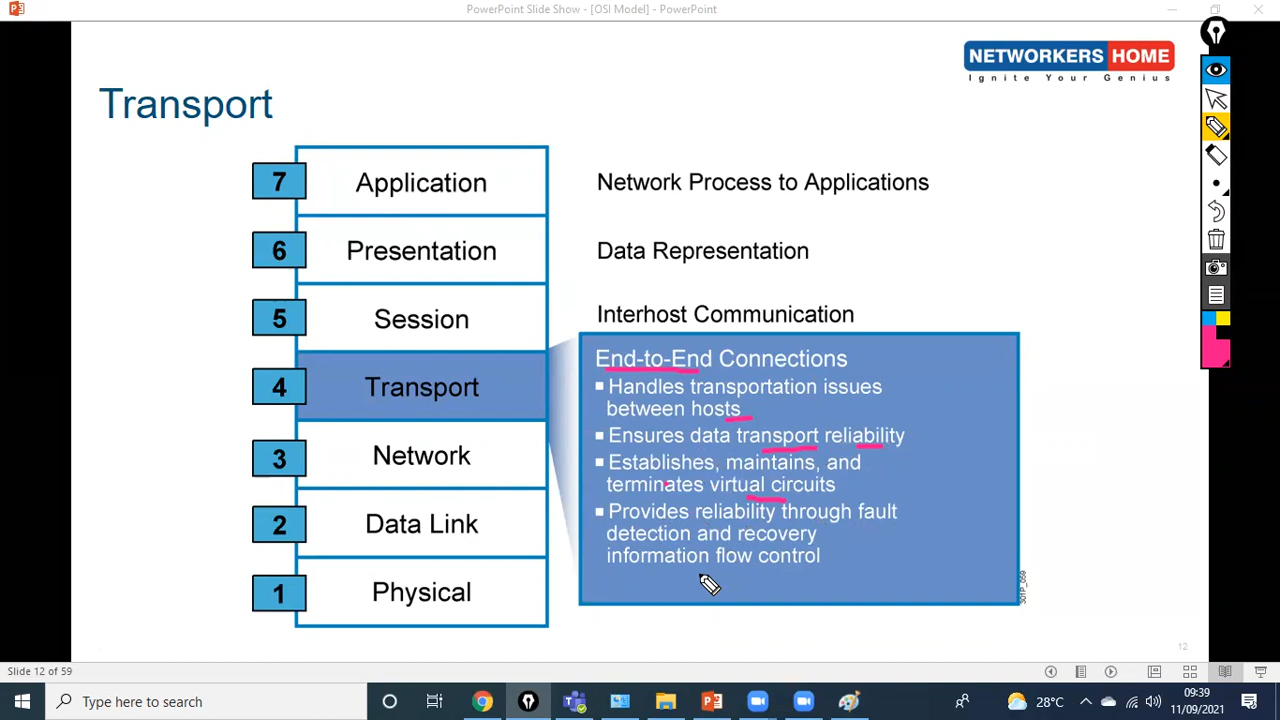 PowerPoint Slide Show - [OSI Model] - PowerPoint
NETWORKERS HOME
Ignite Your Genius
Transport
7 Application Network Process to Applications
6 Presentation Data Representation
5 Session Interhost Communication
4 Transport
End-to-End Connections
Handles transportation issues
between hosts
Ensures data transport reliability
Establishes, maintains, and
terminates virtual circuits
Provides reliability through fault
detection and recovery
information flow control
3 Network
2 Data Link
1 Physical
301P_059
12
Slide 12 of 59
Type here to search
28°C
09:39
11/09/2021